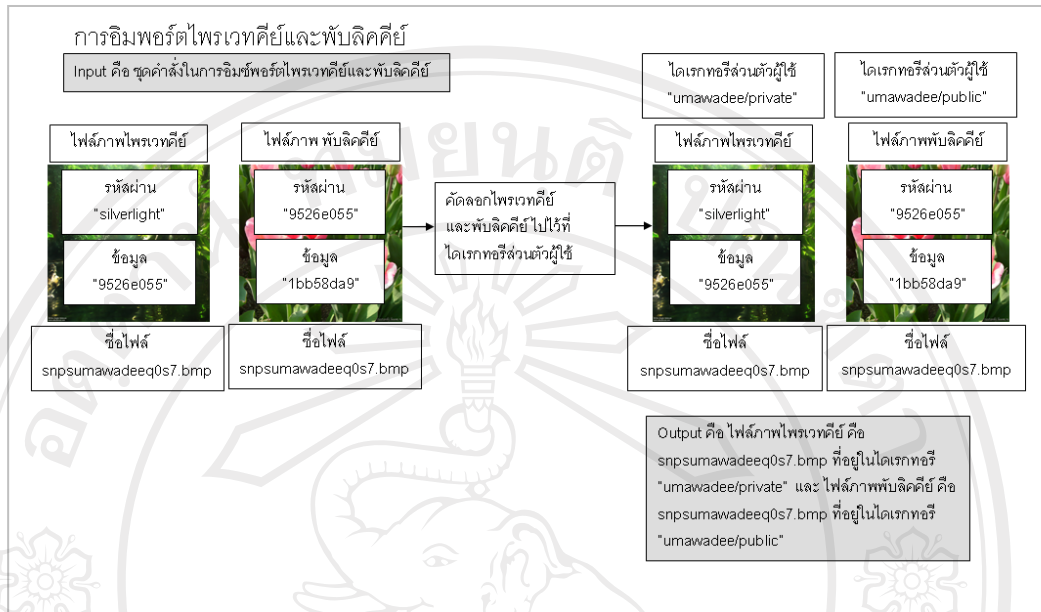 การอิมพอร์ตไพรเวทคีย์และพับลิคคีย์
Input คือ ชุดคำสั่งในการอิมซ์พอร์ตไพรเวทคีย์และพับลิคคีย์
ไดเรกทอรีส่วนตัวผู้ใช้
"umawadee/private"
ไดเรกทอรีส่วนตัวผู้ใช้
"umawadee/public"
ไฟล์ภาพไพรเวทคีย์
ไฟล์ภาพ พับลิคคีย์
ไฟล์ภาพไพรเวทคีย์
ไฟล์ภาพพับลิคคีย์
รหัสผ่าน
"silverlight"
ข้อมูล
"9526e055"
รหัสผ่าน
"9526e055"
ข้อมูล
"1bb58da9"
คัดลอกไพรเวทคีย์
และพับลิคคีย์ ไปไว้ที่
ไดเรกทอรีส่วนตัวผู้ใช้
รหัสผ่าน
"silverlight"
ข้อมูล
"9526e055"
รหัสผ่าน
"9526e055"
ข้อมูล
"1bb58da9"
ชื่อไฟล์
snpsumawadeeq0s7.bmp
ชื่อไฟล์
snpsumawadeeq0s7.bmp
ชื่อไฟล์
snpsumawadeeq0s7.bmp
ชื่อไฟล์
snpsumawadeeq0s7.bmp
Output คือ ไฟล์ภาพไพรเวทคีย์ คือ
snpsumawadeeq0s7.bmp ที่อยู่ในไดเรกทอรี
"umawadee/private" และ ไฟล์ภาพพับลิคคีย์ คือ
snpsumawadeeq0s7.bmp ที่อยู่ในไดเรกทอรี
"umawadee/public"